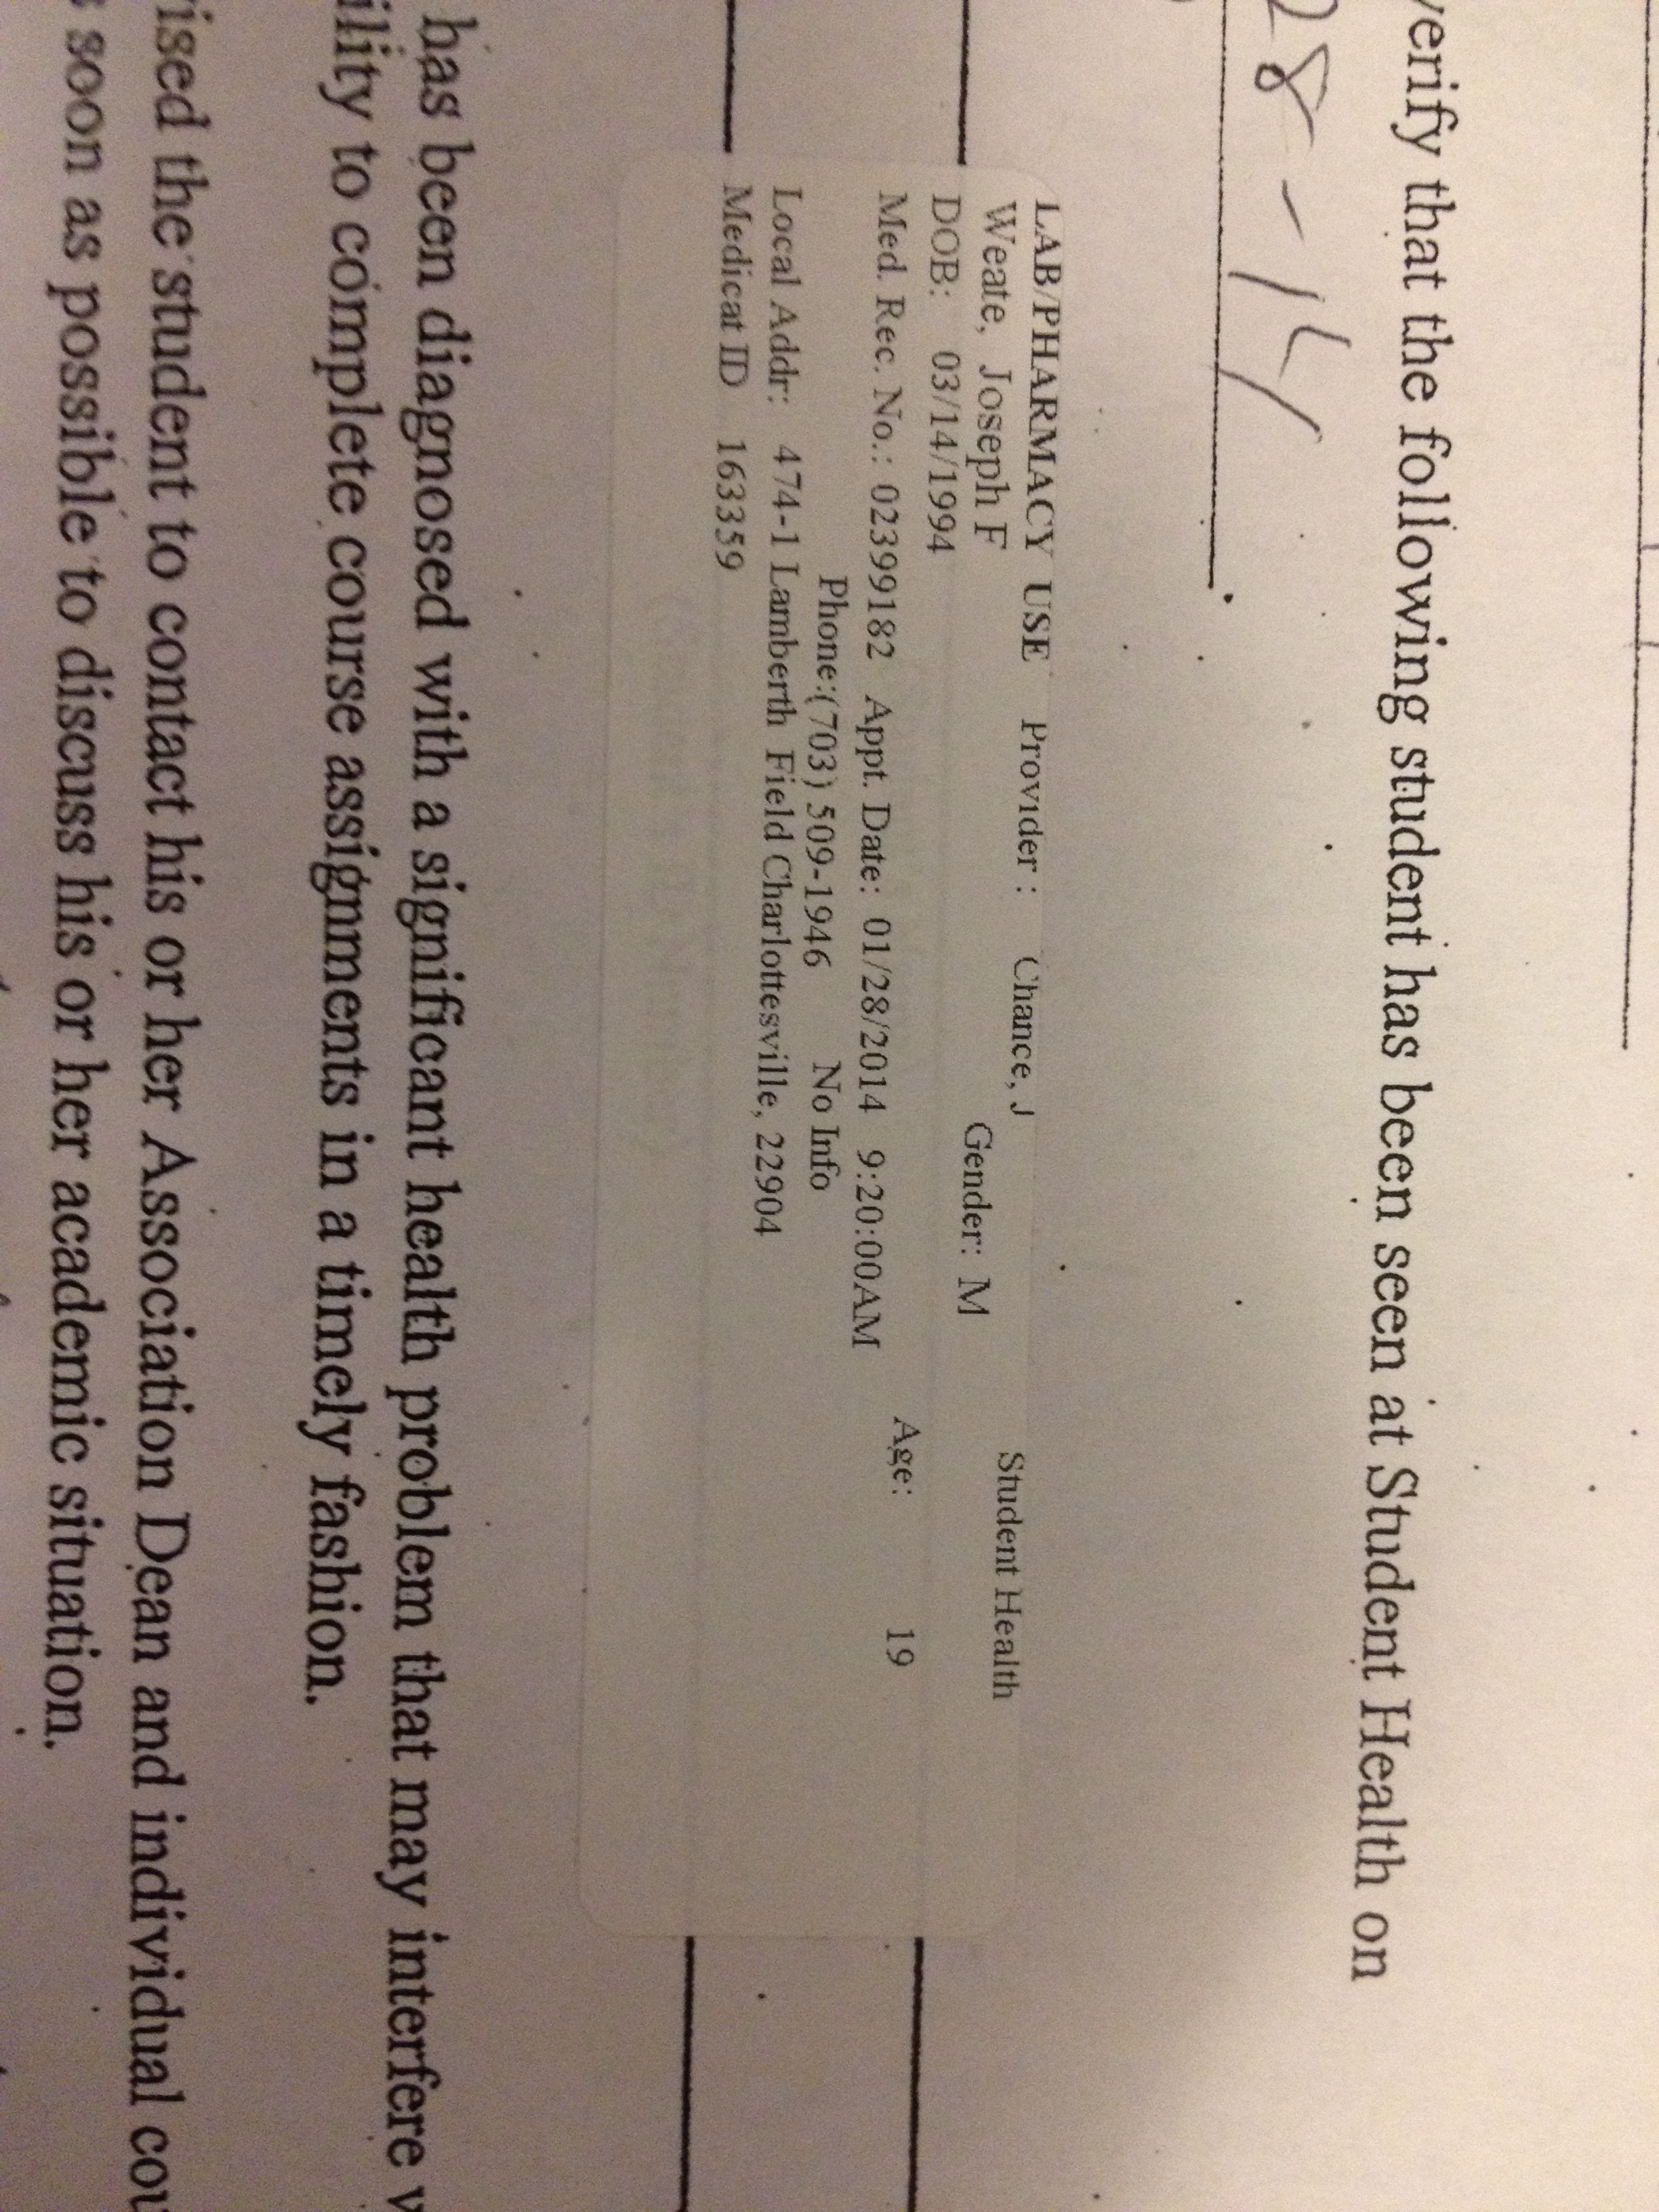 verify that the following student has been seen at Student Health on
28-14
LAB/PHARMACY USE Provider : Chance, J Student Health
Weate, Joseph F
DOB: 03/14/1994 Gender: M
Med. Rec. No.: 02399182 Appt. Date: 01/28/2014 9:20:00AM Age: 19
Phone:(703) 509-1946 No Info
Local Addr: 474-1 Lamberth Field Charlottesville, 22904
Medicat ID 163359
has been diagnosed with a significant health problem that may interfere w
ility to complete course assignments in a timely fashion.
ised the student to contact his or her Association Dean and individual cou
s soon as possible to discuss his or her academic situation.